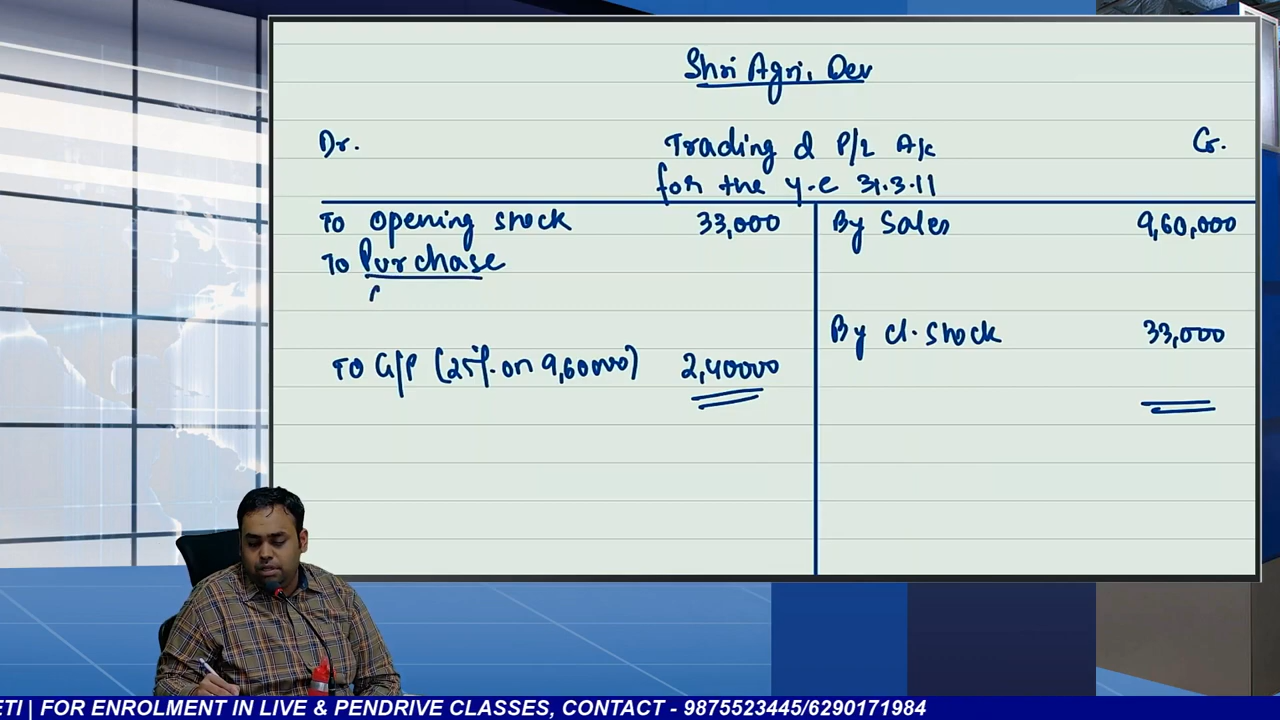 Shri Agri. Dev
Dr. Trading & P/L A/c Cr.
for the y.e 31.3.11
To Opening stock 33,000 By Sales 9,60,000
To Purchase
By cl. Stock 33,000
To G/P (25% on 9,60000) 2,40000
ETI | FOR ENROLMENT IN LIVE & PENDRIVE CLASSES, CONTACT - 9875523445/6290171984